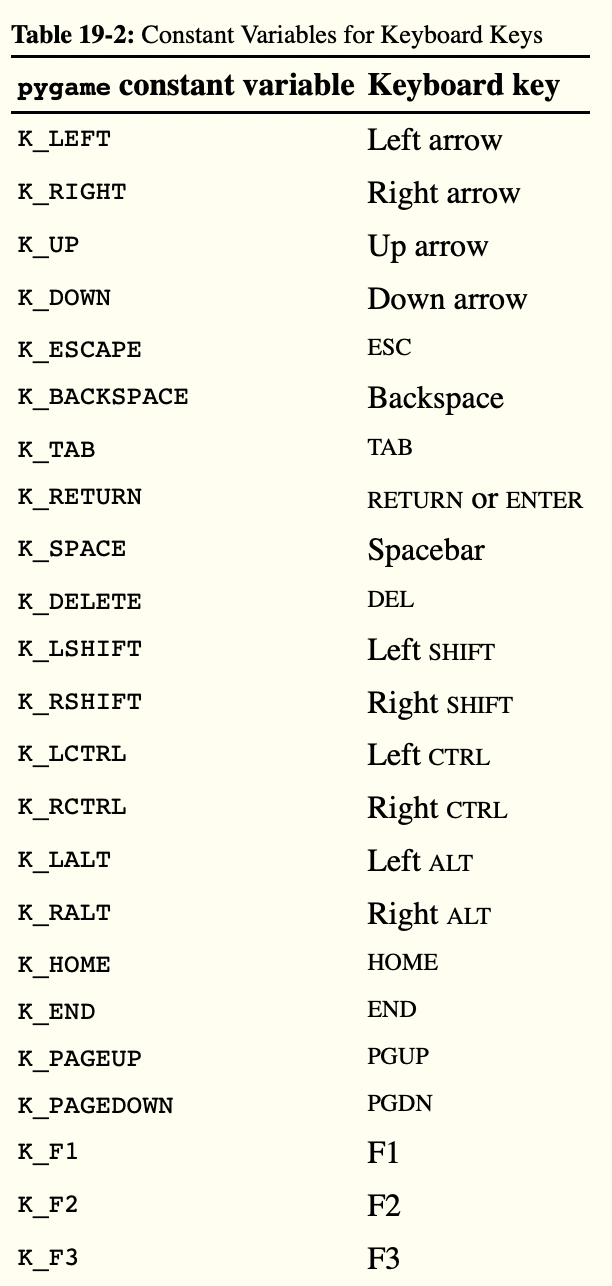 Table 19-2: Constant Variables for Keyboard Keys
pygame constant variable Keyboard key
K_LEFT Left arrow
K_RIGHT Right arrow
K_UP Up arrow
K_DOWN Down arrow
K_ESCAPE ESC
K_BACKSPACE Backspace
K_TAB TAB
K_RETURN RETURN or ENTER
K_SPACE Spacebar
K_DELETE DEL
K_LSHIFT Left SHIFT
K_RSHIFT Right SHIFT
K_LCTRL Left CTRL
K_RCTRL Right CTRL
K_LALT Left ALT
K_RALT Right ALT
K_HOME HOME
K_END END
K_PAGEUP PGUP
K_PAGEDOWN PGDN
K_F1 F1
K_F2 F2
K_F3 F3